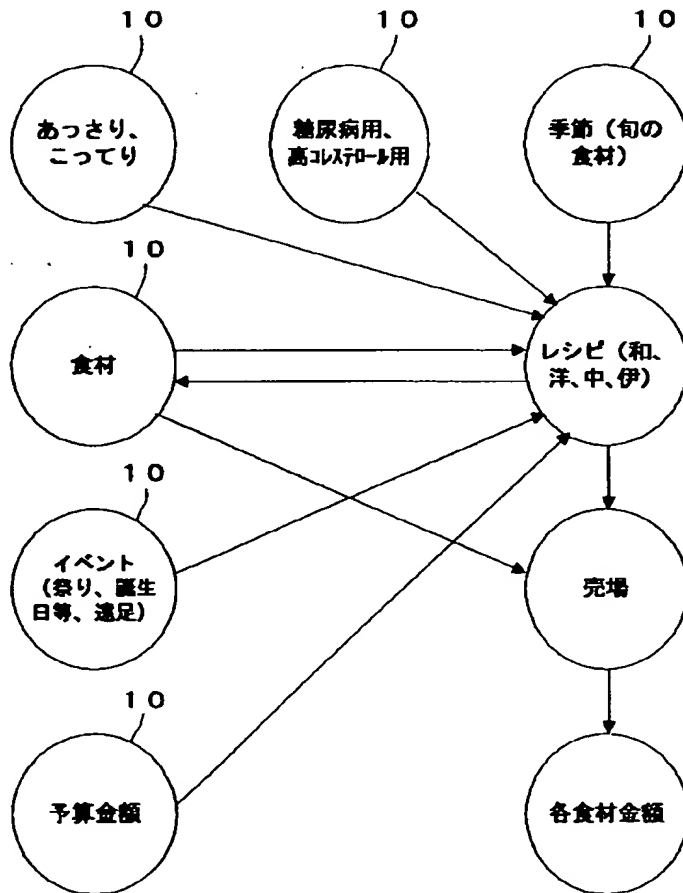 10
10
10
あっさり、
こってり
糖尿病用、
高コレステロール用
季節（旬の
食材）
10
食材
レシピ（和、
洋、中、伊）
10
イベント
（祭り、誕生
日等、遠足）
売場
10
予算金額
各食材金額